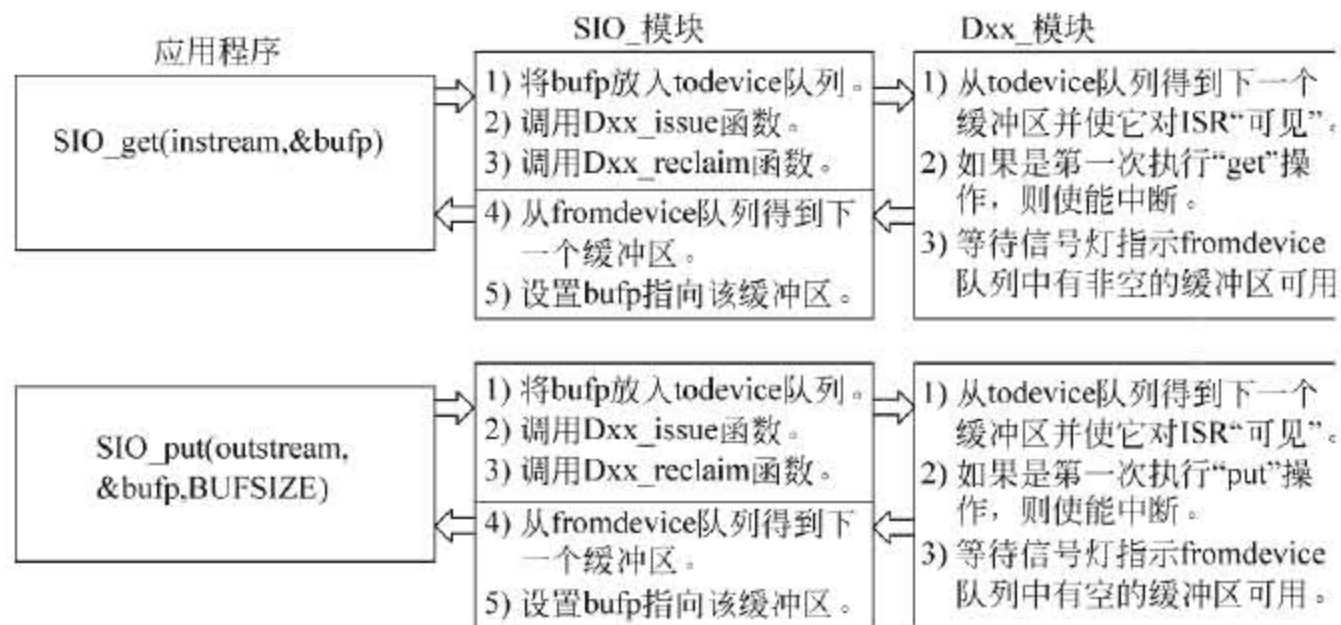 应用程序
SIO_get(instream,&bufp)
SIO_模块
1) 将bufp放入todevice队列。
2) 调用Dxx_issue函数。
3) 调用Dxx_reclaim函数。
4) 从fromdevice队列得到下
一个缓冲区。
5) 设置bufp指向该缓冲区。
Dxx_模块
1) 从todevice队列得到下一个
缓冲区并使它对ISR“可见”。
2) 如果是第一次执行“get”操
作，则使能中断。
3) 等待信号灯指示fromdevice
队列中有非空的缓冲区可用
SIO_put(outstream,
&bufp,BUFSIZE)
1) 将bufp放入todevice队列。
2) 调用Dxx_issue函数。
3) 调用Dxx_reclaim函数。
4) 从fromdevice队列得到下
一个缓冲区。
5) 设置bufp指向该缓冲区。
1) 从todevice队列得到下一个
缓冲区并使它对ISR“可见”。
2) 如果是第一次执行“put”操
作，则使能中断。
3) 等待信号灯指示fromdevice
队列中有空的缓冲区可用。